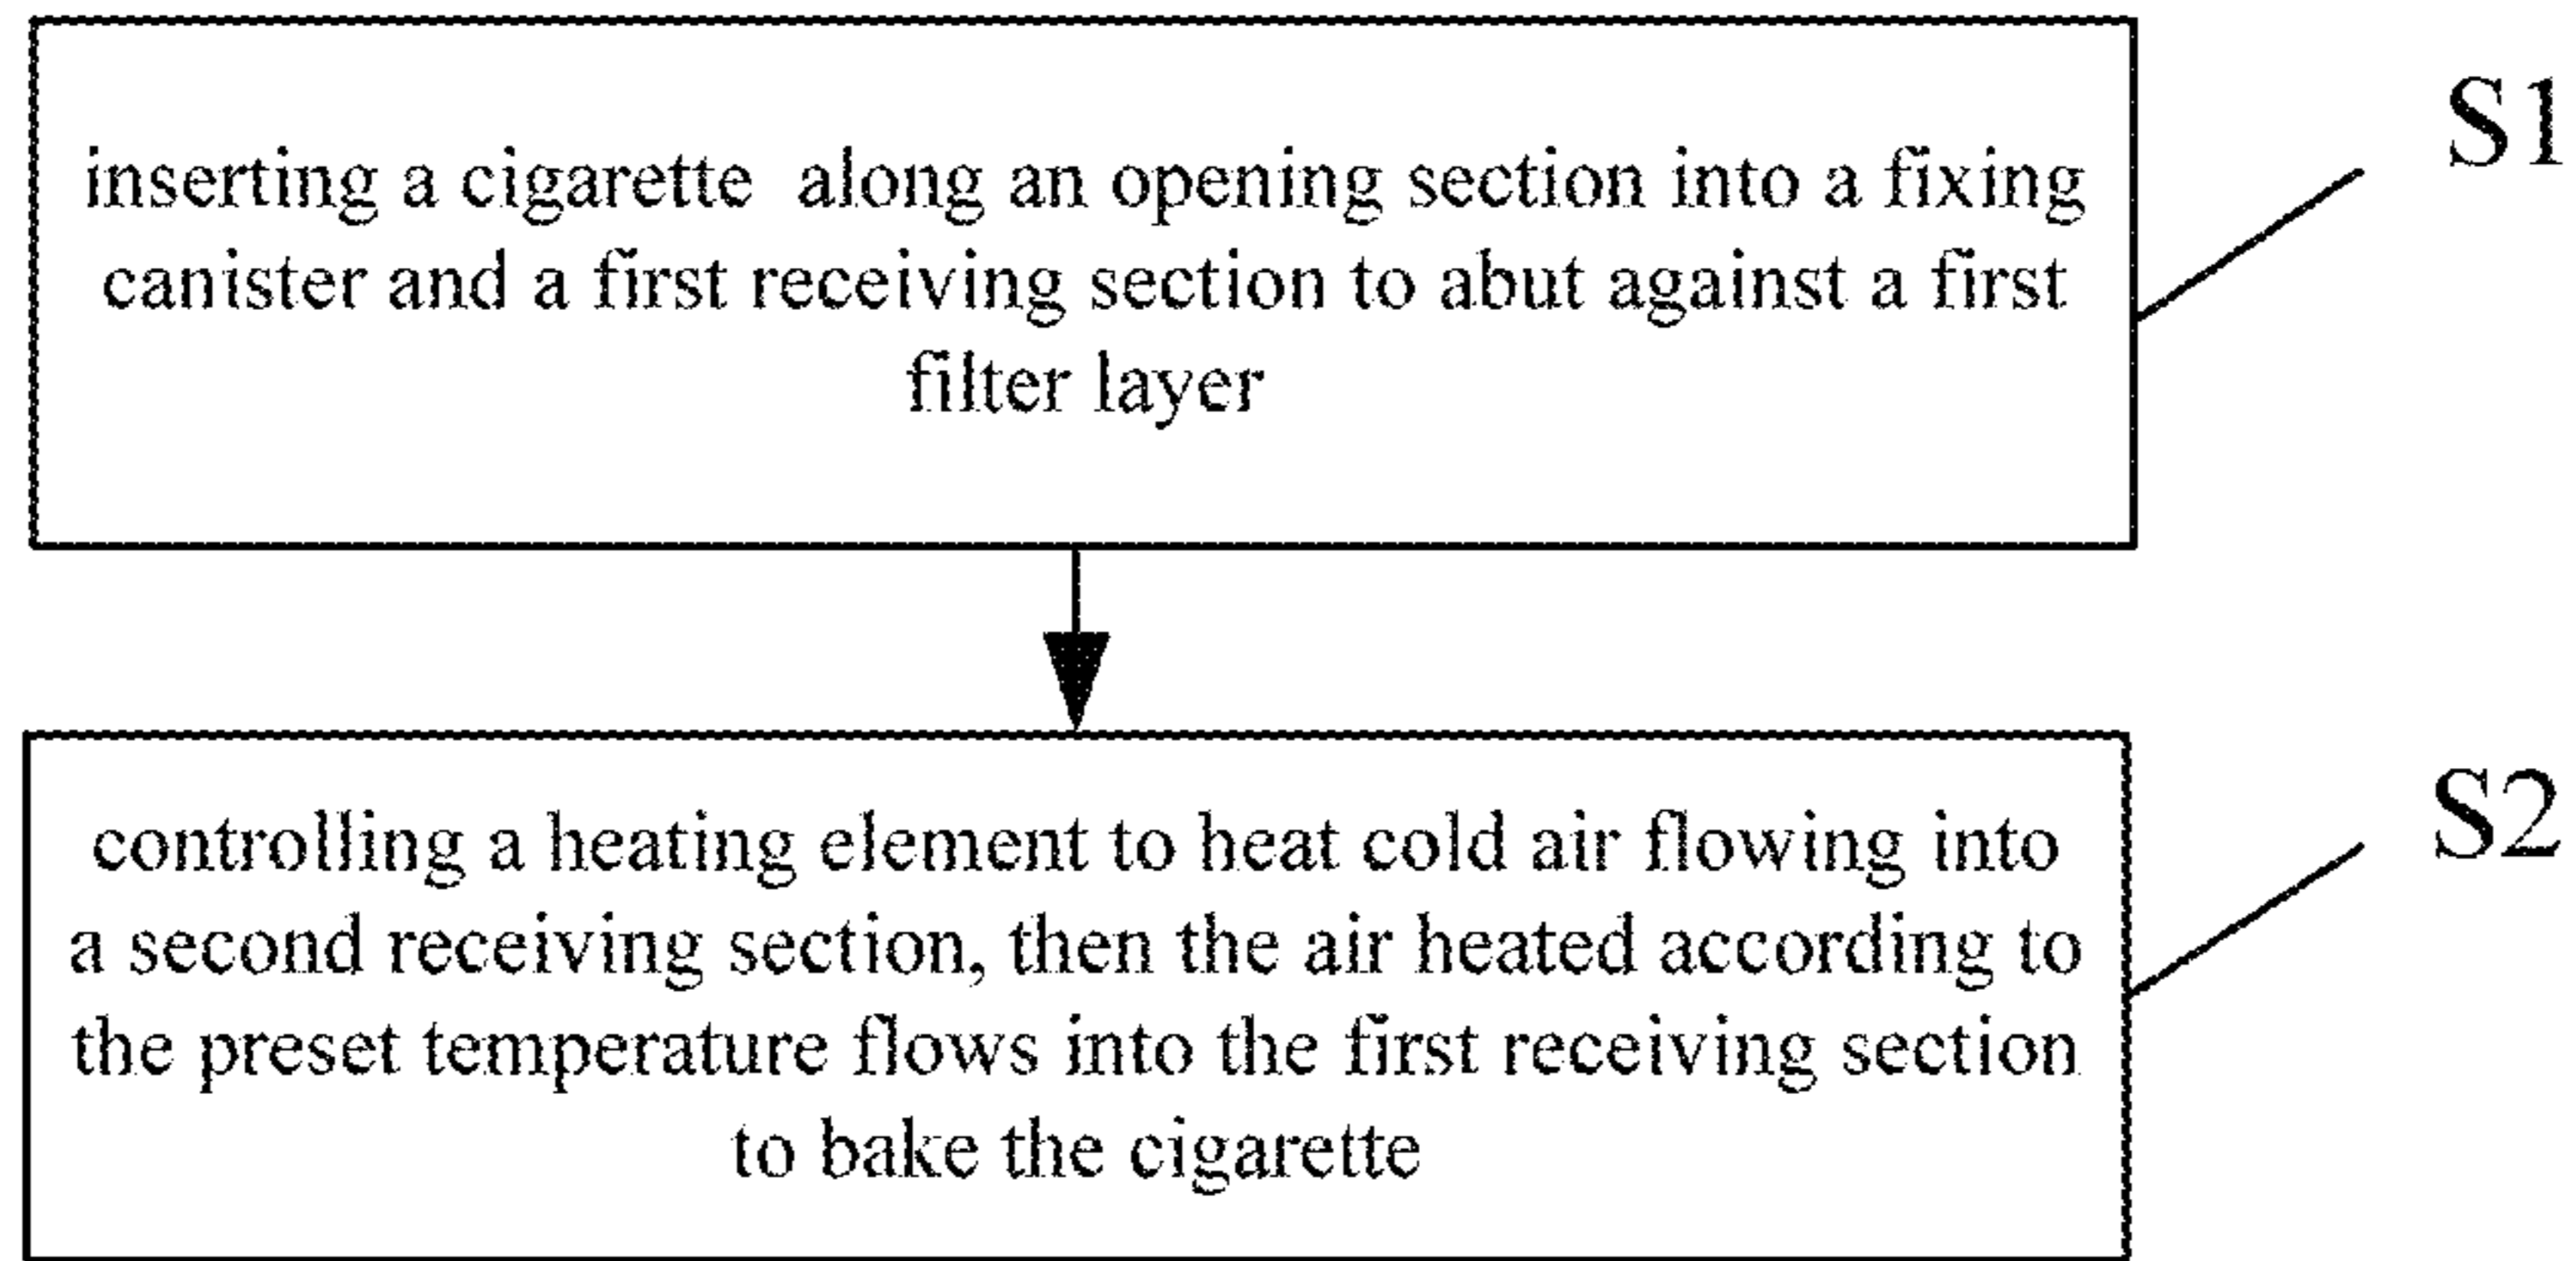 inserting a cigarette along an opening section into a fixing
canister and a first receiving section to abut against a first
filter layer
S1
controlling a heating element to heat cold air flowing into
a second receiving section, then the air heated according to
the preset temperature flows into the first receiving section
to bake the cigarette
S2